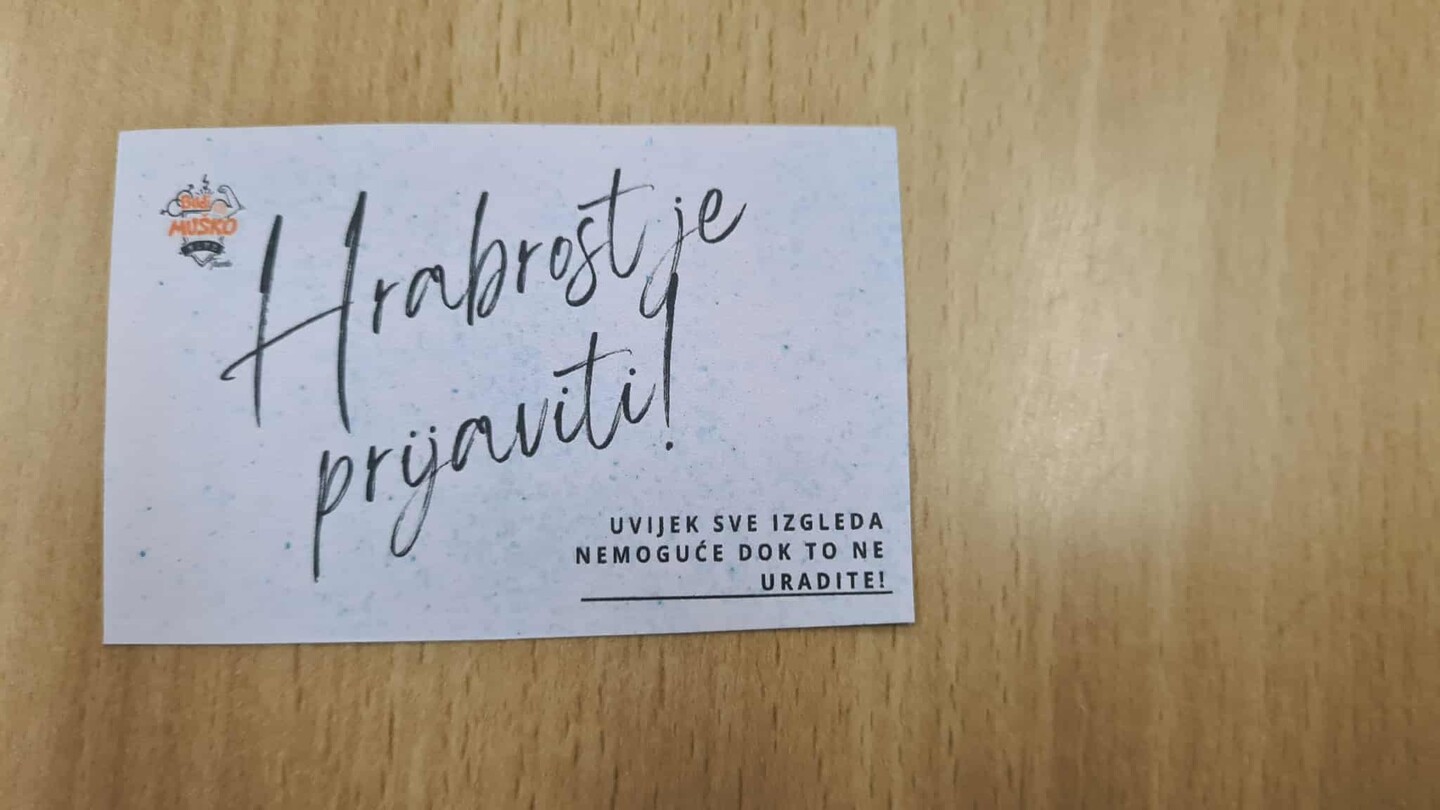 Budi
MUŠKO
Hrabrost je
prijaviti!
UVIJEK SVE IZGLEDA
NEMOGUĆE DOK TO NE
URADITE!